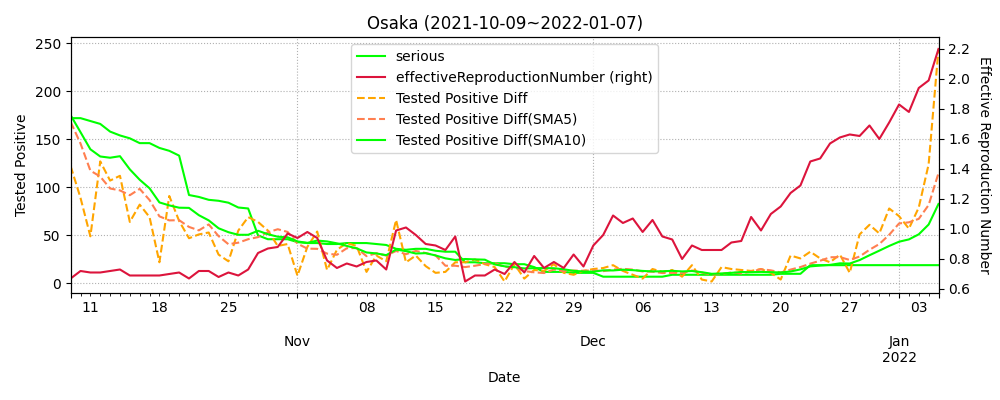 Osaka (2021-10-09~2022-01-07)
serious
effectiveReproductionNumber (right)
Tested Positive Diff
Tested Positive Diff(SMA5)
Tested Positive Diff(SMA10)
Tested Positive
250
200
150
100
50
0
2.2
2.0
1.8
1.6
1.4
1.2
1.0
0.8
0.6
Effective Reproduction Number
11 18 25 08 15 22 29 06 13 20 27 03
Nov Dec Jan
2022
Date